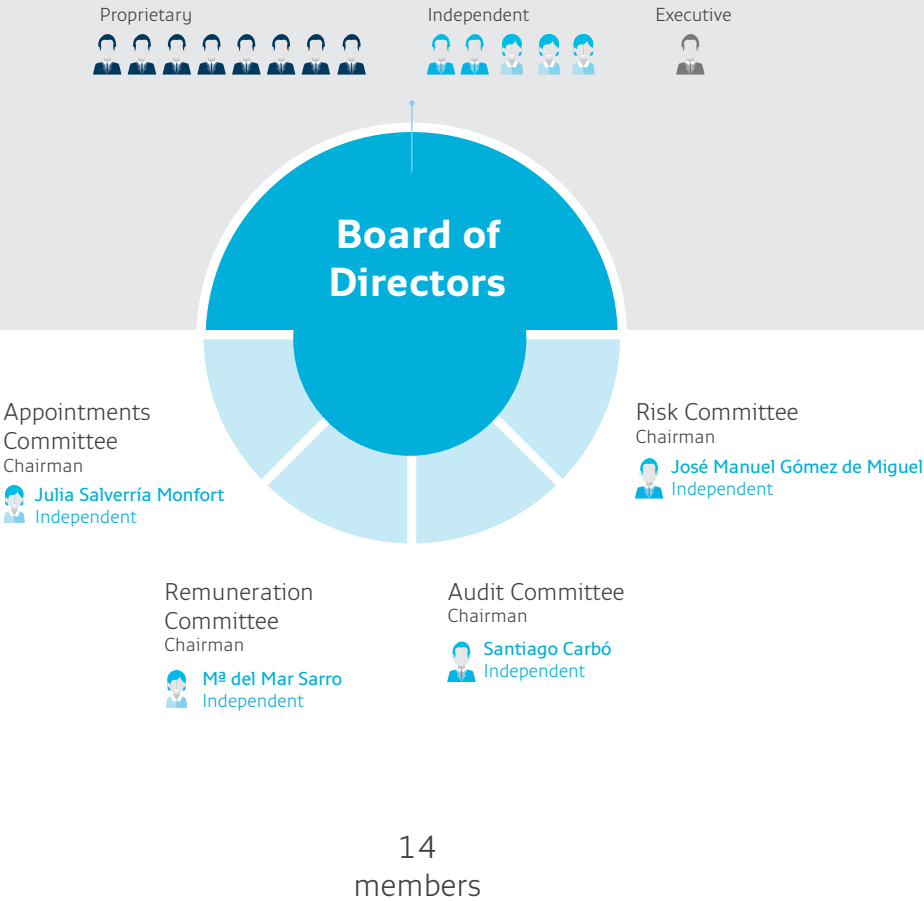 Proprietary
Independent
Executive
Board of
Directors
Appointments
Committee
Chairman
Julia Salverría Monfort
Independent
Risk Committee
Chairman
José Manuel Gómez de Miguel
Independent
Remuneration
Committee
Chairman
Mª del Mar Sarro
Independent
Audit Committee
Chairman
Santiago Carbó
Independent
14
members